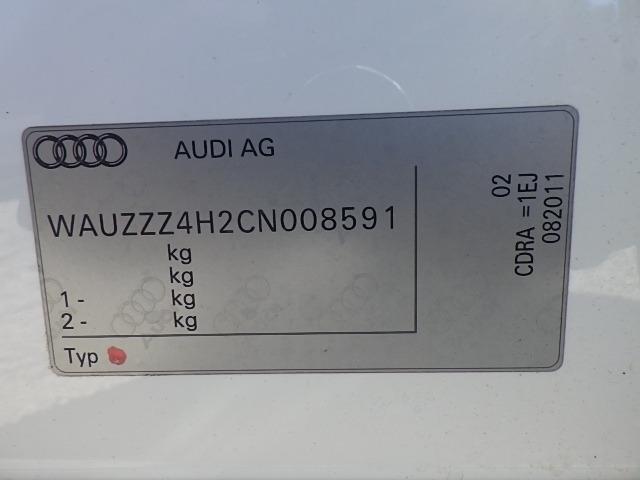 AUDI AG
WAUZZZ4H2CN008591
kg
kg
1 - kg
2 - kg
Typ
02
CDRA =1EJ
082011